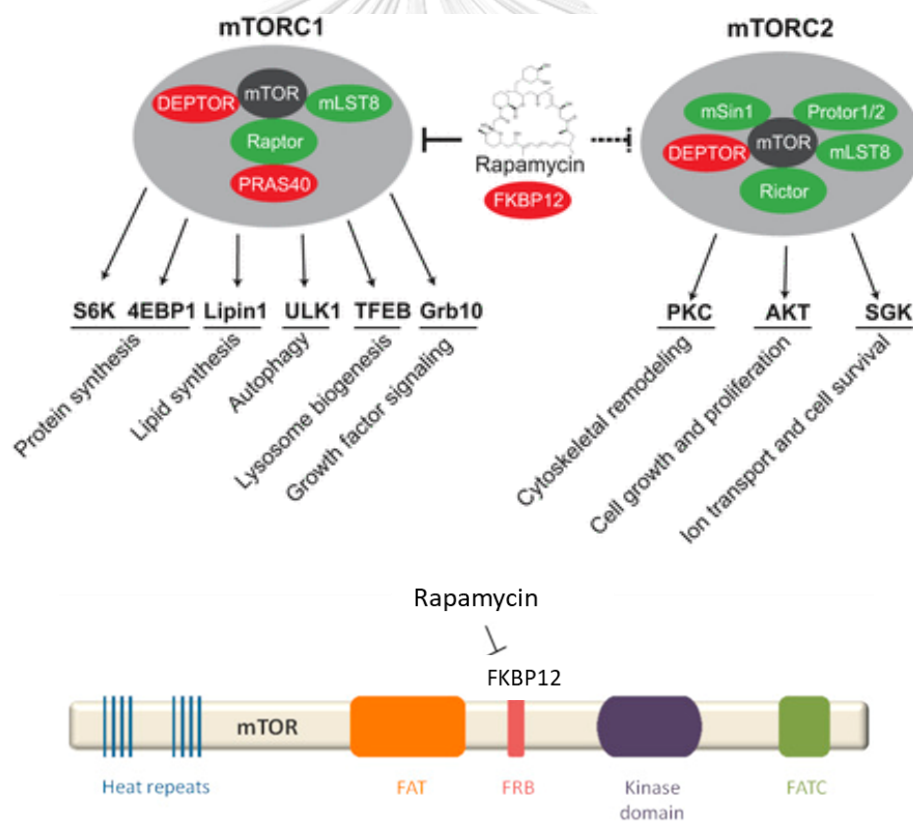 mTORC1
mTORC2
DEPTOR
mTOR
mLST8
Raptor
PRAS40
Rapamycin
FKBP12
mSin1
Protor1/2
DEPTOR
mTOR
mLST8
Rictor
S6K 4EBP1 Lipin1 ULK1 TFEB Grb10
PKC AKT SGK
Protein synthesis
Lipid synthesis
Autophagy
Lysosome biogenesis
Growth factor signaling
Cytoskeletal remodeling
Cell growth and proliferation
Ion transport and cell survival
Rapamycin
FKBP12
mTOR
Heat repeats
FAT
FRB
Kinase
domain
FATC